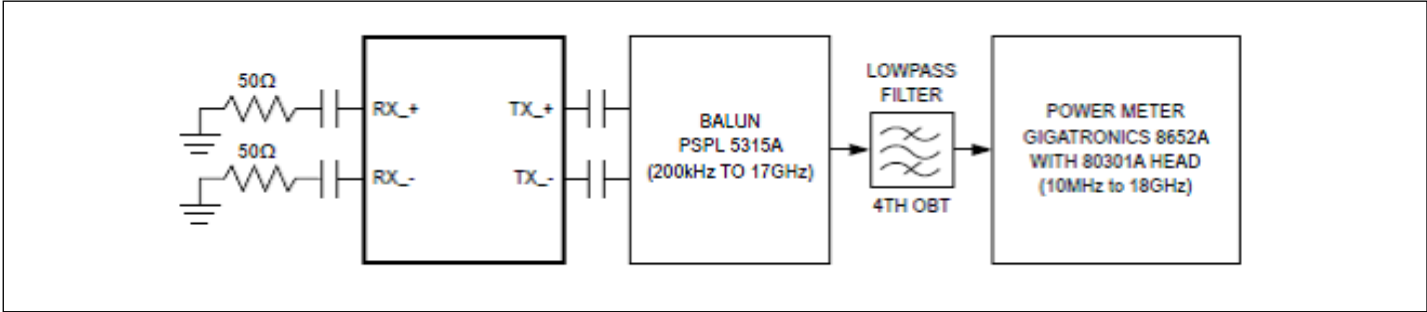 50Ω
RX_+
50Ω
RX_-
TX_+
TX_-
BALUN
PSPL 5315A
(200kHz TO 17GHz)
LOWPASS
FILTER
4TH OBT
POWER METER
GIGATRONICS 8652A
WITH 80301A HEAD
(10MHz to 18GHz)